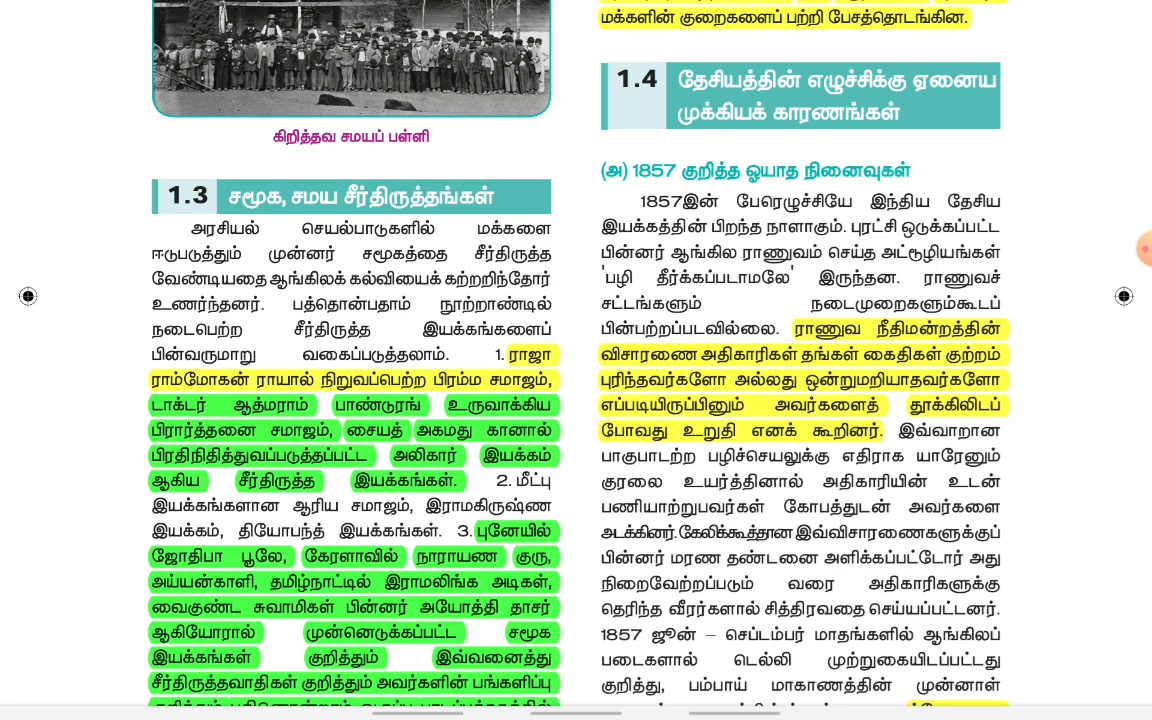 கிறித்தவ சமயப் பள்ளி
1.3 சமூக, சமய சீர்திருத்தங்கள்
அரசியல் செயல்பாடுகளில் மக்களை
ஈடுபடுத்தும் முன்னர் சமூகத்தை சீர்திருத்த
வேண்டியதை ஆங்கிலக் கல்வியைக் கற்றறிந்தோர்
உணர்ந்தனர். பத்தொன்பதாம் நூற்றாண்டில்
நடைபெற்ற சீர்திருத்த இயக்கங்களைப்
பின்வருமாறு வகைப்படுத்தலாம். 1. ராஜா
ராம்மோகன் ராயால் நிறுவப்பெற்ற பிரம்ம சமாஜம்,
டாக்டர் ஆத்மராம் பாண்டுரங் உருவாக்கிய
பிரார்த்தனை சமாஜம், சையத் அகமது கானால்
பிரதிநிதித்துவப்படுத்தப்பட்ட அலிகார் இயக்கம்
ஆகிய சீர்திருத்த இயக்கங்கள். 2. மீட்பு
இயக்கங்களான ஆரிய சமாஜம், இராமகிருஷ்ண
இயக்கம், தியோபந்த் இயக்கங்கள். 3. புனேயில்
ஜோதிபா பூலே, கேரளாவில் நாராயண குரு,
அய்யன்காளி, தமிழ்நாட்டில் இராமலிங்க அடிகள்,
வைகுண்ட சுவாமிகள் பின்னர் அயோத்தி தாசர்
ஆகியோரால் முன்னெடுக்கப்பட்ட சமூக
இயக்கங்கள் குறித்தும் இவ்வனைத்து
சீர்திருத்தவாதிகள் குறித்தும் அவர்களின் பங்களிப்பு
மக்களின் குறைகளைப் பற்றி பேசத்தொடங்கின.
1.4 தேசியத்தின் எழுச்சிக்கு ஏனைய
முக்கியக் காரணங்கள்
(அ) 1857 குறித்த ஓயாத நினைவுகள்
1857இன் பேரெழுச்சியே இந்திய தேசிய
இயக்கத்தின் பிறந்த நாளாகும். புரட்சி ஒடுக்கப்பட்ட
பின்னர் ஆங்கில ராணுவம் செய்த அட்டூழியங்கள்
'பழி தீர்க்கப்படாமலே' இருந்தன. ராணுவச்
சட்டங்களும் நடைமுறைகளும்கூடப்
பின்பற்றப்படவில்லை. ராணுவ நீதிமன்றத்தின்
விசாரணை அதிகாரிகள் தங்கள் கைதிகள் குற்றம்
புரிந்தவர்களோ அல்லது ஒன்றுமறியாதவர்களோ
எப்படியிருப்பினும் அவர்களைத் தூக்கிலிடப்
போவது உறுதி எனக் கூறினர். இவ்வாறான
பாகுபாடற்ற பழிச்செயலுக்கு எதிராக யாரேனும்
குரலை உயர்த்தினால் அதிகாரியின் உடன்
பணியாற்றுபவர்கள் கோபத்துடன் அவர்களை
அடக்கினர். கேலிக்கூத்தான இவ்விசாரணைகளுக்குப்
பின்னர் மரண தண்டனை அளிக்கப்பட்டோர் அது
நிறைவேற்றப்படும் வரை அதிகாரிகளுக்கு
தெரிந்த வீரர்களால் சித்திரவதை செய்யப்பட்டனர்.
1857 ஜூன் – செப்டம்பர் மாதங்களில் ஆங்கிலப்
படைகளால் டெல்லி முற்றுகையிடப்பட்டது
குறித்து, பம்பாய் மாகாணத்தின் முன்னாள்